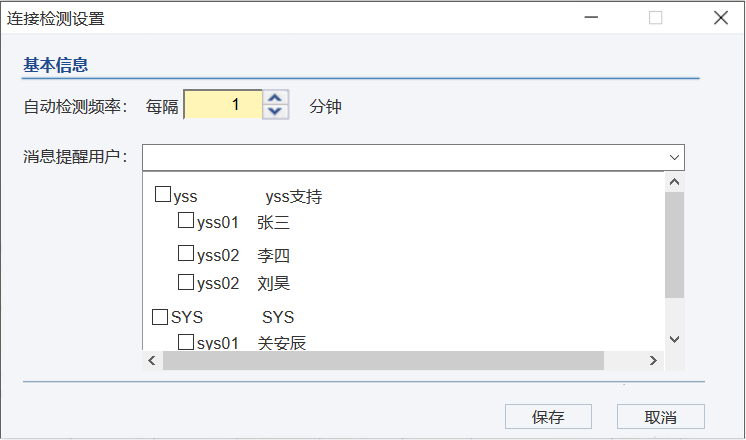 连接检测设置
基本信息
自动检测频率： 每隔 1 分钟
消息提醒用户：
yss yss支持
yss01 张三
yss02 李四
yss02 刘昊
SYS SYS
sys01 关安辰
保存 取消